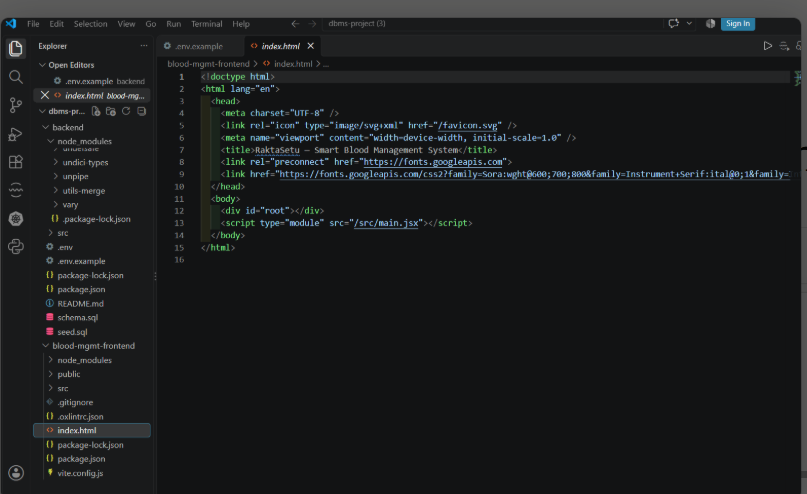 File Edit Selection View Go Run Terminal Help
dbms-project (3)
Sign In
Explorer
Open Editors
.env.example backend
index.html blood-mg...
dbms-pr...
backend
node_modules
undici-types
unpipe
utils-merge
vary
{} .package-lock.json
src
.env
.env.example
{} package-lock.json
{} package.json
README.md
schema.sql
seed.sql
blood-mgmt-frontend
node_modules
public
src
.gitignore
{} .oxlintrc.json
<> index.html
{} package-lock.json
{} package.json
vite.config.js
.env.example
<> index.html
blood-mgmt-frontend > <> index.html > ...
1 <!doctype html>
2 <html lang="en">
3 <head>
4 <meta charset="UTF-8" />
5 <link rel="icon" type="image/svg+xml" href="/favicon.svg" />
6 <meta name="viewport" content="width=device-width, initial-scale=1.0" />
7 <title>RaktaSetu — Smart Blood Management System</title>
8 <link rel="preconnect" href="https://fonts.googleapis.com">
9 <link href="https://fonts.googleapis.com/css2?family=Sora:wght@600;700;800&family=Instrument+Serif:ital@0;1&family=
10 </head>
11 <body>
12 <div id="root"></div>
13 <script type="module" src="/src/main.jsx"></script>
14 </body>
15 </html>
16